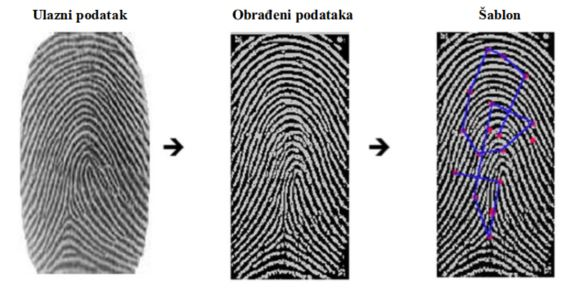 Ulazni podatak
Obrađeni podataka
Šablon